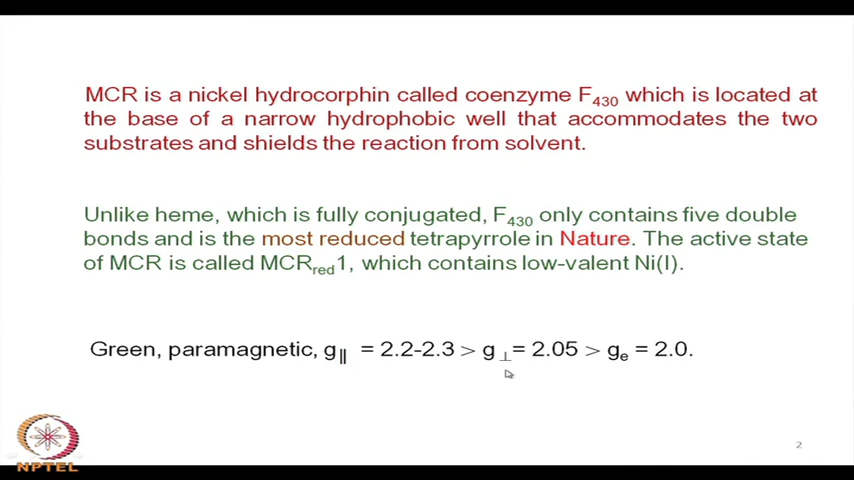 MCR is a nickel hydrocorphin called coenzyme F430 which is located at
the base of a narrow hydrophobic well that accommodates the two
substrates and shields the reaction from solvent.
Unlike heme, which is fully conjugated, F430 only contains five double
bonds and is the most reduced tetrapyrrole in Nature. The active state
of MCR is called MCRred1, which contains low-valent Ni(I).
Green, paramagnetic, g∥ = 2.2-2.3 > g⊥= 2.05 > ge = 2.0.
2
NPTEL